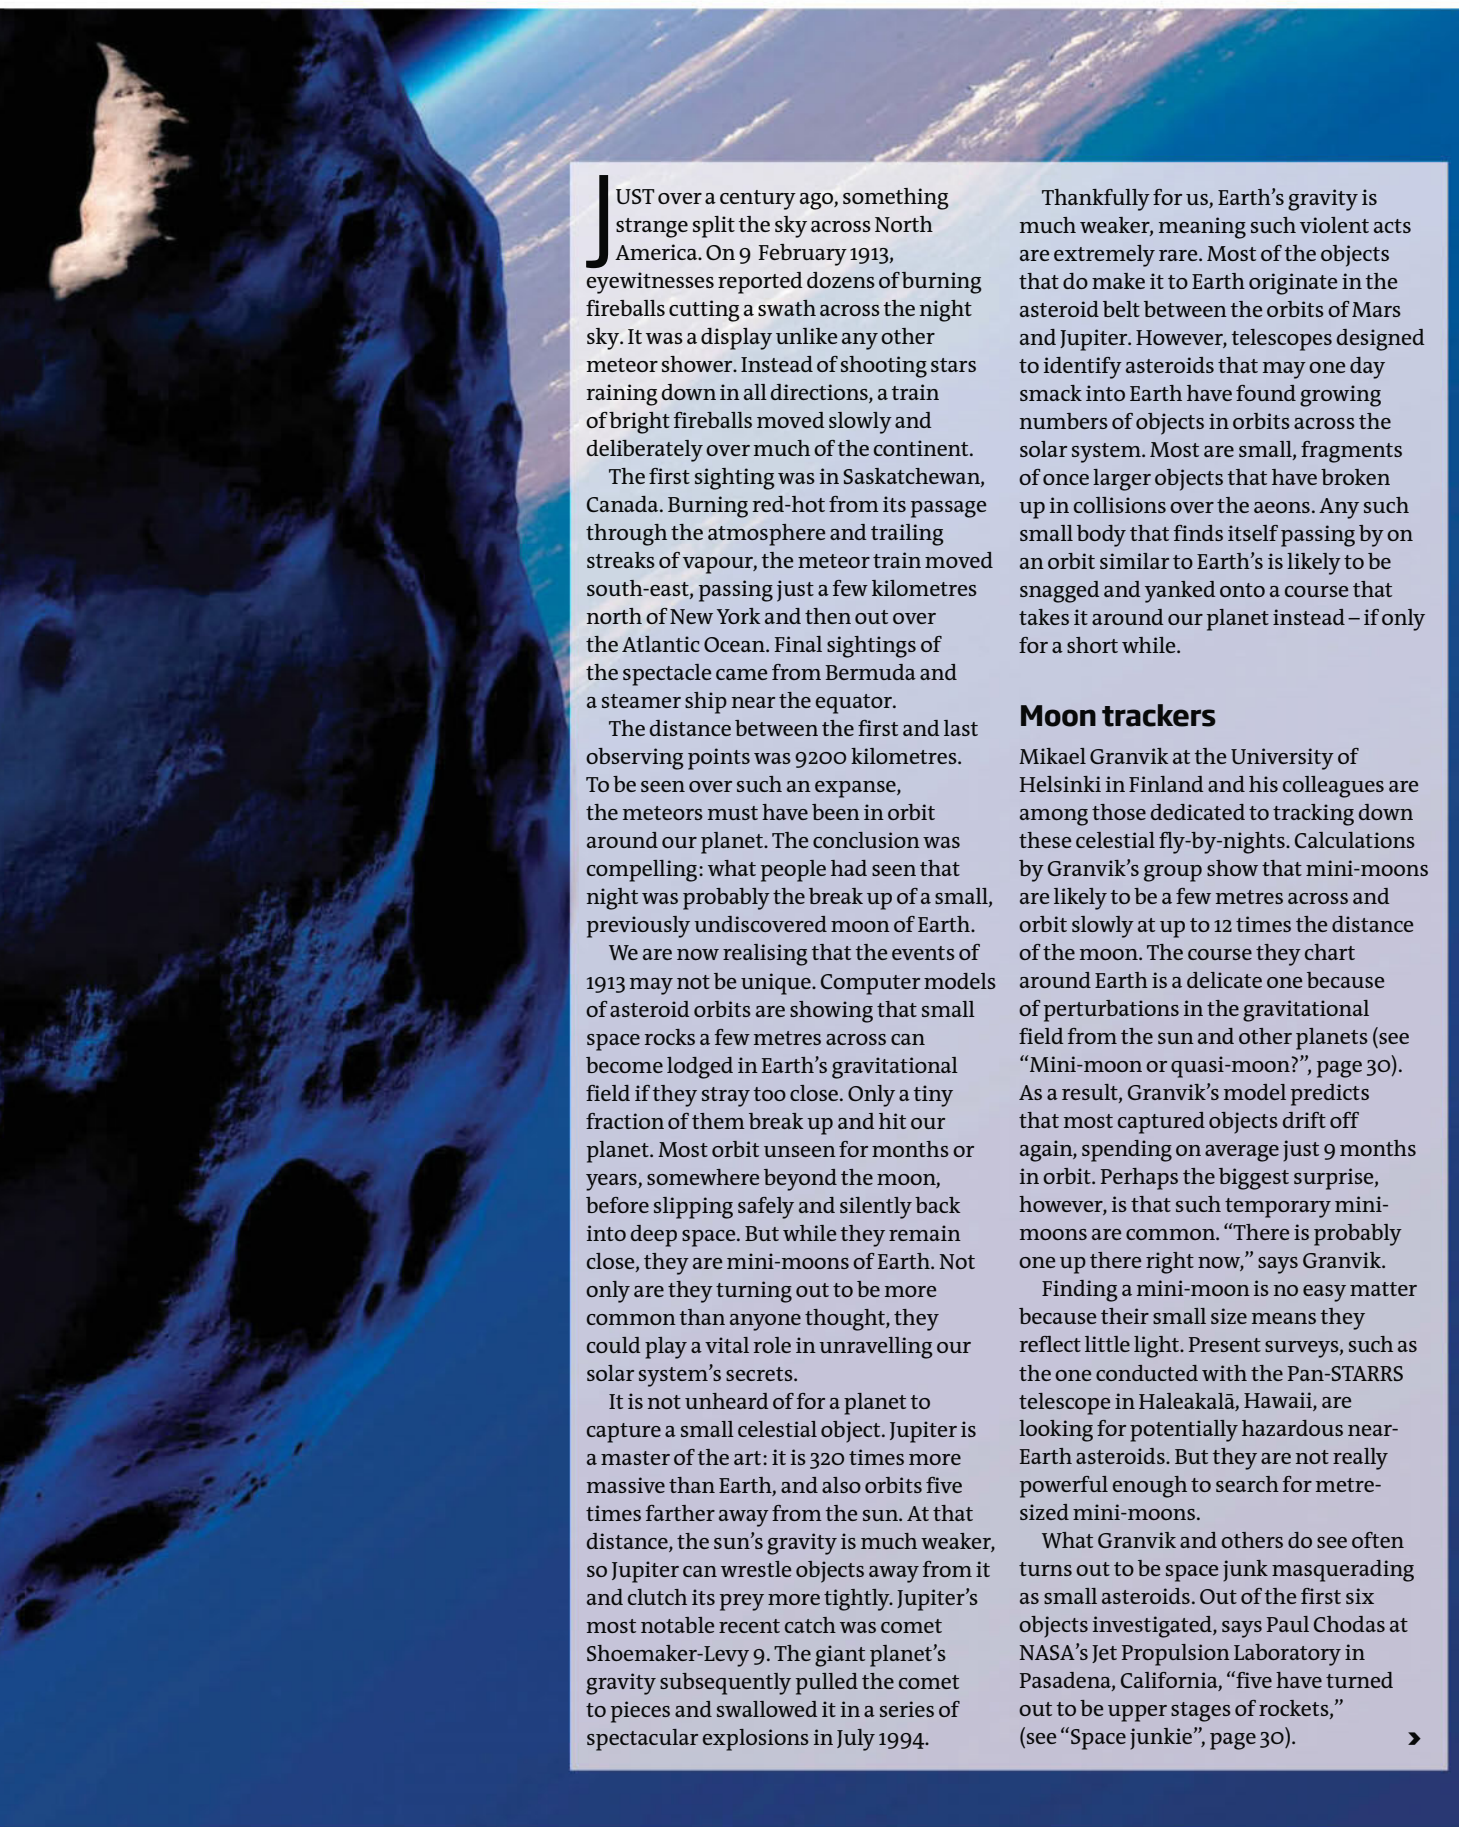 JUST over a century ago, something
strange split the sky across North
America. On 9 February 1913,
eyewitnesses reported dozens of burning
fireballs cutting a swath across the night
sky. It was a display unlike any other
meteor shower. Instead of shooting stars
raining down in all directions, a train
of bright fireballs moved slowly and
deliberately over much of the continent.
The first sighting was in Saskatchewan,
Canada. Burning red-hot from its passage
through the atmosphere and trailing
streaks of vapour, the meteor train moved
south-east, passing just a few kilometres
north of New York and then out over
the Atlantic Ocean. Final sightings of
the spectacle came from Bermuda and
a steamer ship near the equator.
The distance between the first and last
observing points was 9200 kilometres.
To be seen over such an expanse,
the meteors must have been in orbit
around our planet. The conclusion was
compelling: what people had seen that
night was probably the break up of a small,
previously undiscovered moon of Earth.
We are now realising that the events of
1913 may not be unique. Computer models
of asteroid orbits are showing that small
space rocks a few metres across can
become lodged in Earth's gravitational
field if they stray too close. Only a tiny
fraction of them break up and hit our
planet. Most orbit unseen for months or
years, somewhere beyond the moon,
before slipping safely and silently back
into deep space. But while they remain
close, they are mini-moons of Earth. Not
only are they turning out to be more
common than anyone thought, they
could play a vital role in unravelling our
solar system's secrets.
It is not unheard of for a planet to
capture a small celestial object. Jupiter is
a master of the art: it is 320 times more
massive than Earth, and also orbits five
times farther away from the sun. At that
distance, the sun's gravity is much weaker,
so Jupiter can wrestle objects away from it
and clutch its prey more tightly. Jupiter's
most notable recent catch was comet
Shoemaker-Levy 9. The giant planet's
gravity subsequently pulled the comet
to pieces and swallowed it in a series of
spectacular explosions in July 1994.
Thankfully for us, Earth's gravity is
much weaker, meaning such violent acts
are extremely rare. Most of the objects
that do make it to Earth originate in the
asteroid belt between the orbits of Mars
and Jupiter. However, telescopes designed
to identify asteroids that may one day
smack into Earth have found growing
numbers of objects in orbits across the
solar system. Most are small, fragments
of once larger objects that have broken
up in collisions over the aeons. Any such
small body that finds itself passing by on
an orbit similar to Earth's is likely to be
snagged and yanked onto a course that
takes it around our planet instead – if only
for a short while.
Moon trackers
Mikael Granvik at the University of
Helsinki in Finland and his colleagues are
among those dedicated to tracking down
these celestial fly-by-nights. Calculations
by Granvik's group show that mini-moons
are likely to be a few metres across and
orbit slowly at up to 12 times the distance
of the moon. The course they chart
around Earth is a delicate one because
of perturbations in the gravitational
field from the sun and other planets (see
"Mini-moon or quasi-moon?", page 30).
As a result, Granvik's model predicts
that most captured objects drift off
again, spending on average just 9 months
in orbit. Perhaps the biggest surprise,
however, is that such temporary mini-
moons are common. "There is probably
one up there right now," says Granvik.
Finding a mini-moon is no easy matter
because their small size means they
reflect little light. Present surveys, such as
the one conducted with the Pan-STARRS
telescope in Haleakalā, Hawaii, are
looking for potentially hazardous near-
Earth asteroids. But they are not really
powerful enough to search for metre-
sized mini-moons.
What Granvik and others do see often
turns out to be space junk masquerading
as small asteroids. Out of the first six
objects investigated, says Paul Chodas at
NASA's Jet Propulsion Laboratory in
Pasadena, California, "five have turned
out to be upper stages of rockets,"
(see "Space junkie", page 30). ›